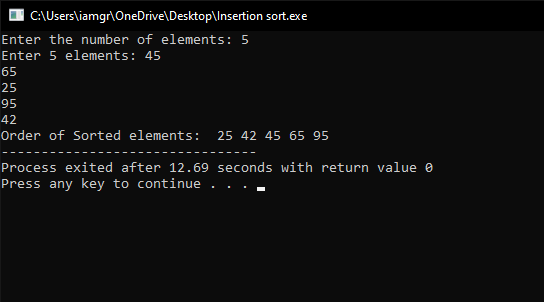 C:\Users\iamgr\OneDrive\Desktop\Insertion sort.exe
Enter the number of elements: 5
Enter 5 elements: 45
65
25
95
42
Order of Sorted elements:  25 42 45 65 95
--------------------------------
Process exited after 12.69 seconds with return value 0
Press any key to continue . . .